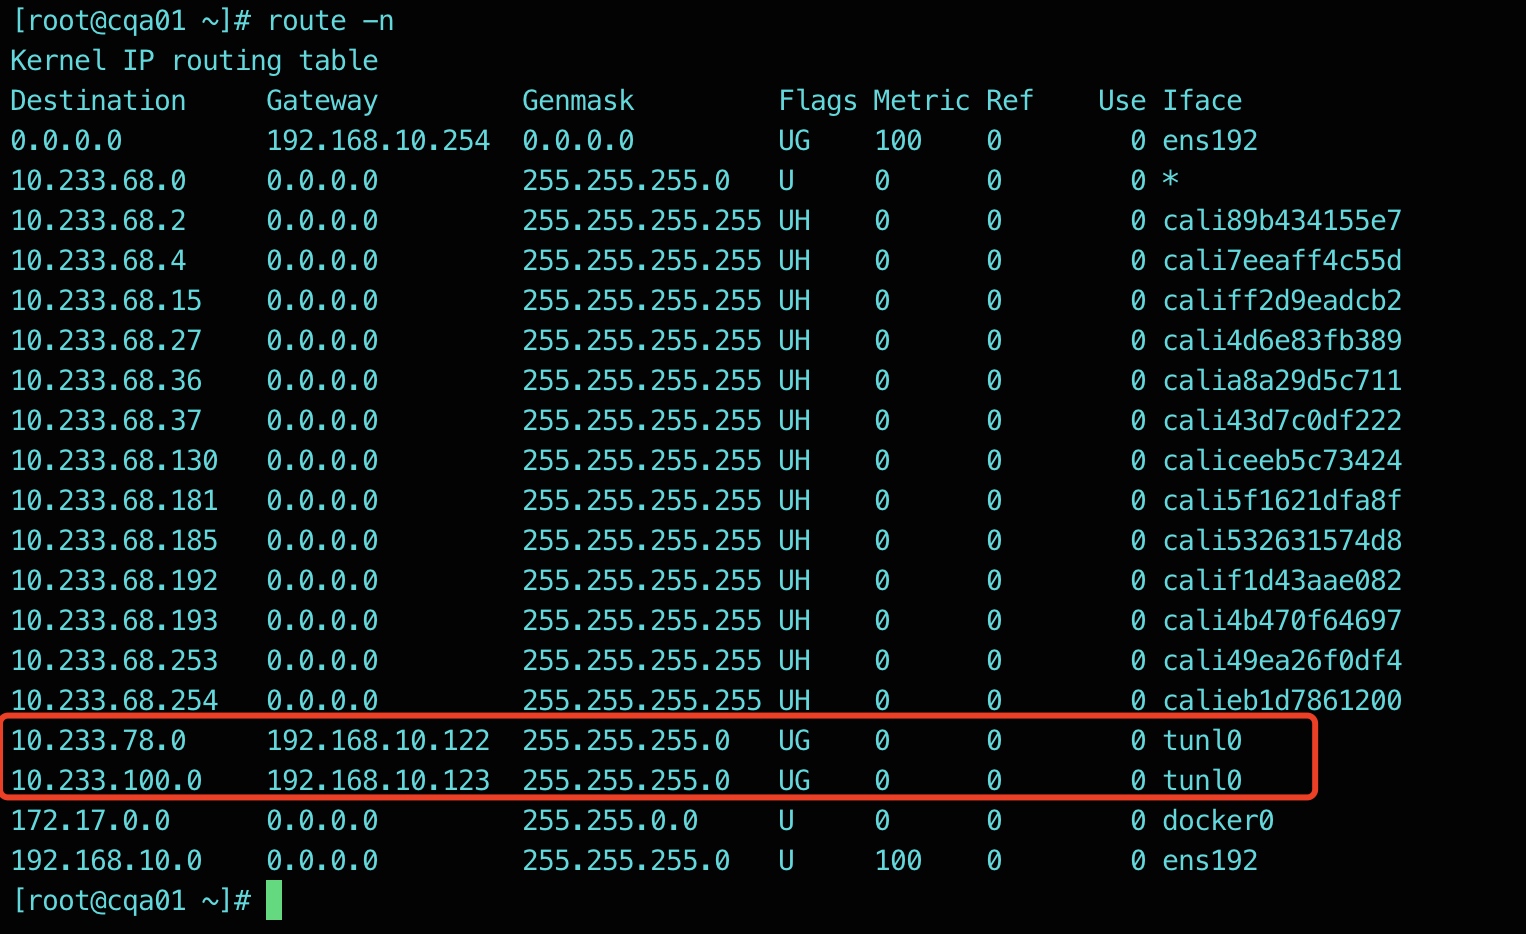 [root@cqa01 ~]# route -n
Kernel IP routing table
Destination     Gateway         Genmask         Flags Metric Ref    Use Iface
0.0.0.0         192.168.10.254  0.0.0.0         UG    100    0        0 ens192
10.233.68.0     0.0.0.0         255.255.255.0   U     0      0        0 *
10.233.68.2     0.0.0.0         255.255.255.255 UH    0      0        0 cali89b434155e7
10.233.68.4     0.0.0.0         255.255.255.255 UH    0      0        0 cali7eeaff4c55d
10.233.68.15    0.0.0.0         255.255.255.255 UH    0      0        0 califf2d9eadcb2
10.233.68.27    0.0.0.0         255.255.255.255 UH    0      0        0 cali4d6e83fb389
10.233.68.36    0.0.0.0         255.255.255.255 UH    0      0        0 calia8a29d5c711
10.233.68.37    0.0.0.0         255.255.255.255 UH    0      0        0 cali43d7c0df222
10.233.68.130   0.0.0.0         255.255.255.255 UH    0      0        0 caliceeb5c73424
10.233.68.181   0.0.0.0         255.255.255.255 UH    0      0        0 cali5f1621dfa8f
10.233.68.185   0.0.0.0         255.255.255.255 UH    0      0        0 cali532631574d8
10.233.68.192   0.0.0.0         255.255.255.255 UH    0      0        0 calif1d43aae082
10.233.68.193   0.0.0.0         255.255.255.255 UH    0      0        0 cali4b470f64697
10.233.68.253   0.0.0.0         255.255.255.255 UH    0      0        0 cali49ea26f0df4
10.233.68.254   0.0.0.0         255.255.255.255 UH    0      0        0 calieb1d7861200
10.233.78.0     192.168.10.122  255.255.255.0   UG    0      0        0 tunl0
10.233.100.0    192.168.10.123  255.255.255.0   UG    0      0        0 tunl0
172.17.0.0      0.0.0.0         255.255.0.0     U     0      0        0 docker0
192.168.10.0    0.0.0.0         255.255.255.0   U     100    0        0 ens192
[root@cqa01 ~]#